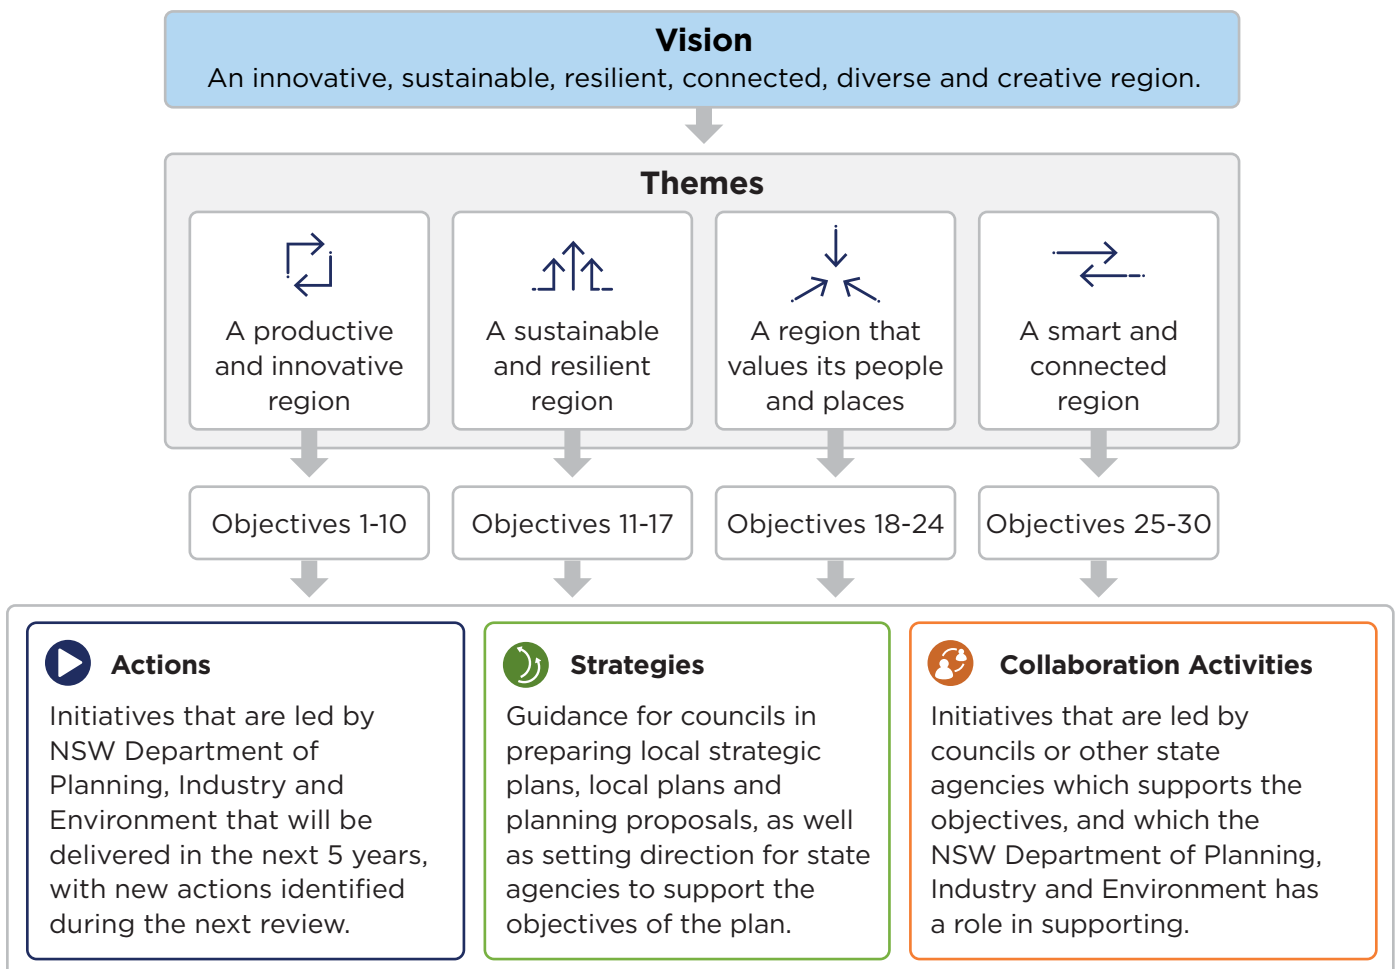 Vision
An innovative, sustainable, resilient, connected, diverse and creative region.
Themes
A productive
and innovative
region
A sustainable
and resilient
region
A region that
values its people
and places
A smart and
connected
region
Objectives 1-10
Objectives 11-17
Objectives 18-24
Objectives 25-30
Actions
Initiatives that are led by
NSW Department of
Planning, Industry and
Environment that will be
delivered in the next 5 years,
with new actions identified
during the next review.
Strategies
Guidance for councils in
preparing local strategic
plans, local plans and
planning proposals, as well
as setting direction for state
agencies to support the
objectives of the plan.
Collaboration Activities
Initiatives that are led by
councils or other state
agencies which supports the
objectives, and which the
NSW Department of Planning,
Industry and Environment has
a role in supporting.